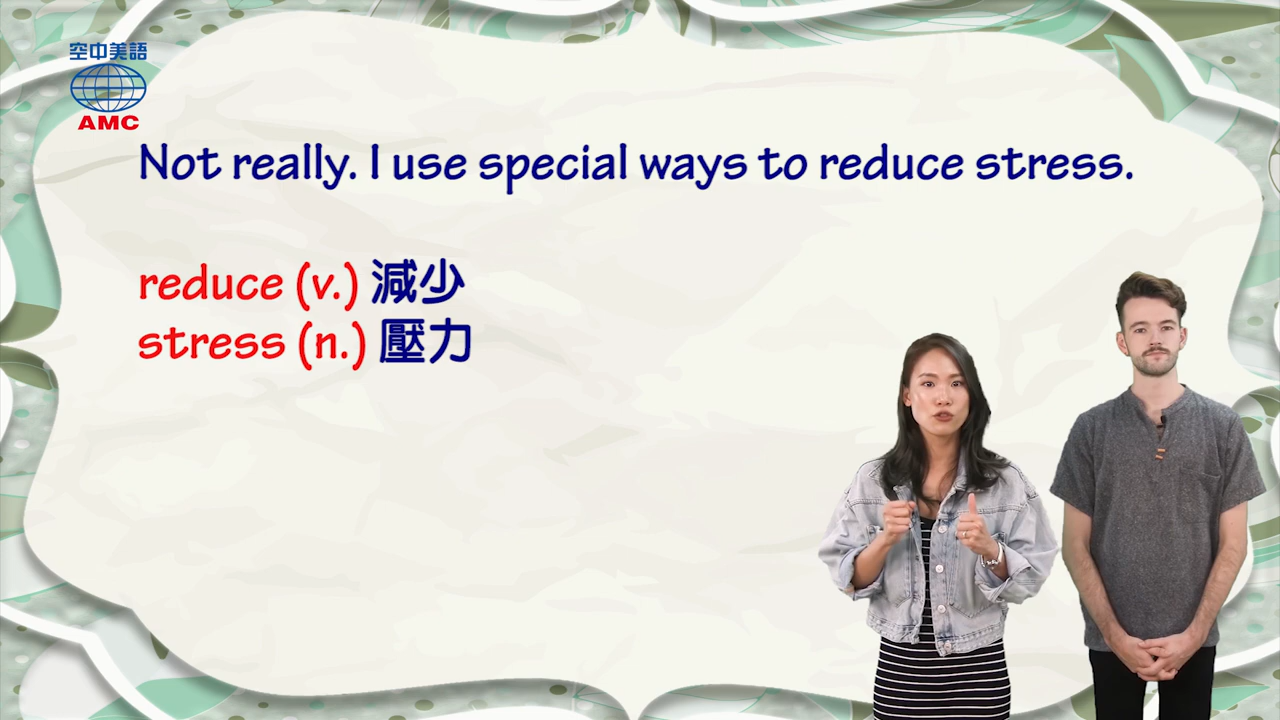 空中美語
AMC
Not really. I use special ways to reduce stress.
reduce (v.) 減少
stress (n.) 壓力